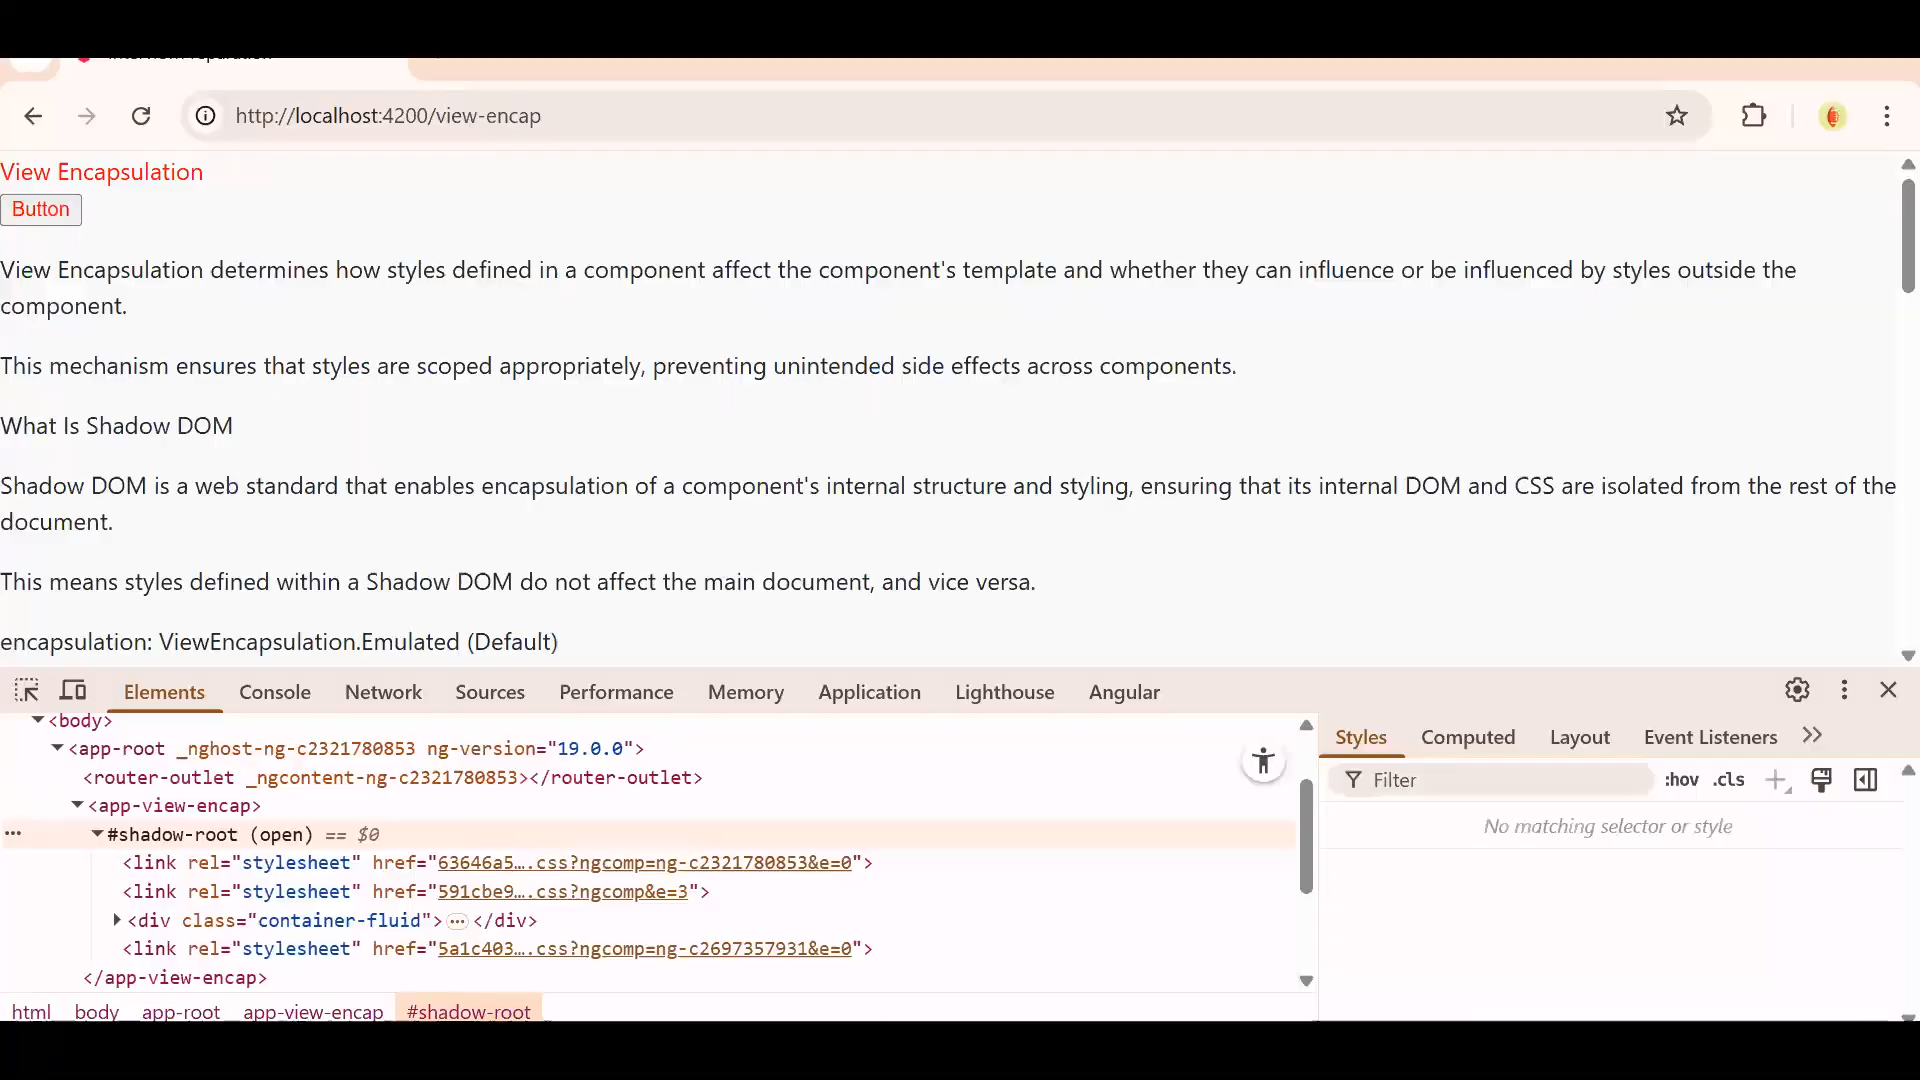 http://localhost:4200/view-encap
View Encapsulation
Button
View Encapsulation determines how styles defined in a component affect the component's template and whether they can influence or be influenced by styles outside the
component.
This mechanism ensures that styles are scoped appropriately, preventing unintended side effects across components.
What Is Shadow DOM
Shadow DOM is a web standard that enables encapsulation of a component's internal structure and styling, ensuring that its internal DOM and CSS are isolated from the rest of the
document.
This means styles defined within a Shadow DOM do not affect the main document, and vice versa.
encapsulation: ViewEncapsulation.Emulated (Default)
Elements Console Network Sources Performance Memory Application Lighthouse Angular
<body>
<app-root _nghost-ng-c2321780853 ng-version="19.0.0">
<router-outlet _ngcontent-ng-c2321780853></router-outlet>
<app-view-encap>
#shadow-root (open) == $0
<link rel="stylesheet" href="63646a5….css?ngcomp=ng-c2321780853&e=0">
<link rel="stylesheet" href="591cbe9….css?ngcomp&e=3">
<div class="container-fluid"> … </div>
<link rel="stylesheet" href="5a1c403….css?ngcomp=ng-c2697357931&e=0">
</app-view-encap>
html body app-root app-view-encap #shadow-root
Styles Computed Layout Event Listeners
Filter :hov .cls
No matching selector or style